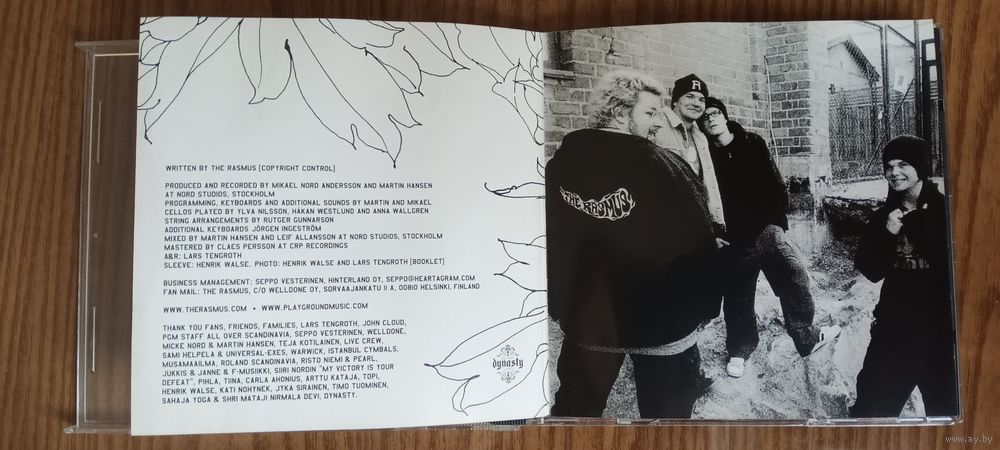 WRITTEN BY THE RASMUS [COPYRIGHT CONTROL]
PRODUCED AND RECORDED BY MIKAEL NORD ANDERSSON AND MARTIN HANSEN
AT NORD STUDIOS, STOCKHOLM
PROGRAMMING, KEYBOARDS AND ADDITIONAL SOUNDS BY MARTIN AND MIKAEL
CELLOS PLAYED BY YLVA NILSSON, HÅKAN WESTLUND AND ANNA WALLGREN
STRING ARRANGEMENTS BY RUTGER GUNNARSON
ADDITIONAL KEYBOARDS JÖRGEN INGESTRÖM
MIXED BY MARTIN HANSEN AND LEIF ALLANSSON AT NORD STUDIOS, STOCKHOLM
MASTERED BY CLAES PERSSON AT CRP RECORDINGS
A&R: LARS TENGROTH
SLEEVE: HENRIK WALSE. PHOTO: HENRIK WALSE AND LARS TENGROTH [BOOKLET]
BUSINESS MANAGEMENT: SEPPO VESTERINEN, HINTERLAND OY, SEPPO@HEARTAGRAM.COM
FAN MAIL: THE RASMUS, C/O WELLDONE OY, SORVAAJANKATU 11 A, 00810 HELSINKI, FINLAND
WWW.THERASMUS.COM • WWW.PLAYGROUNDMUSIC.COM
THANK YOU FANS, FRIENDS, FAMILIES, LARS TENGROTH, JOHN CLOUD,
PGM STAFF ALL OVER SCANDINAVIA, SEPPO VESTERINEN, WELLDONE,
MICKE NORD & MARTIN HANSEN, TEJA KOTILAINEN, LIVE CREW,
SAMI HELPELA & UNIVERSAL-EXES, WARWICK, ISTANBUL CYMBALS,
MUSAMAAILMA, ROLAND SCANDINAVIA, RISTO NIEMI & PEARL,
JUKKIS & JANNE & F-MUSIIKKI, SIIRI NORDIN "MY VICTORY IS YOUR
DEFEAT", PIHLA, TIINA, CARLA AHONIUS, ARTTU KATAJA, TOPI,
HENRIK WALSE, KATI NOHYNEK, JYKA SIRAINEN, TIMO TUOMINEN,
SAHAJA YOGA & SHRI MATAJI NIRMALA DEVI, DYNASTY.
dynasty
THE RASMUS
R
www.ay.by